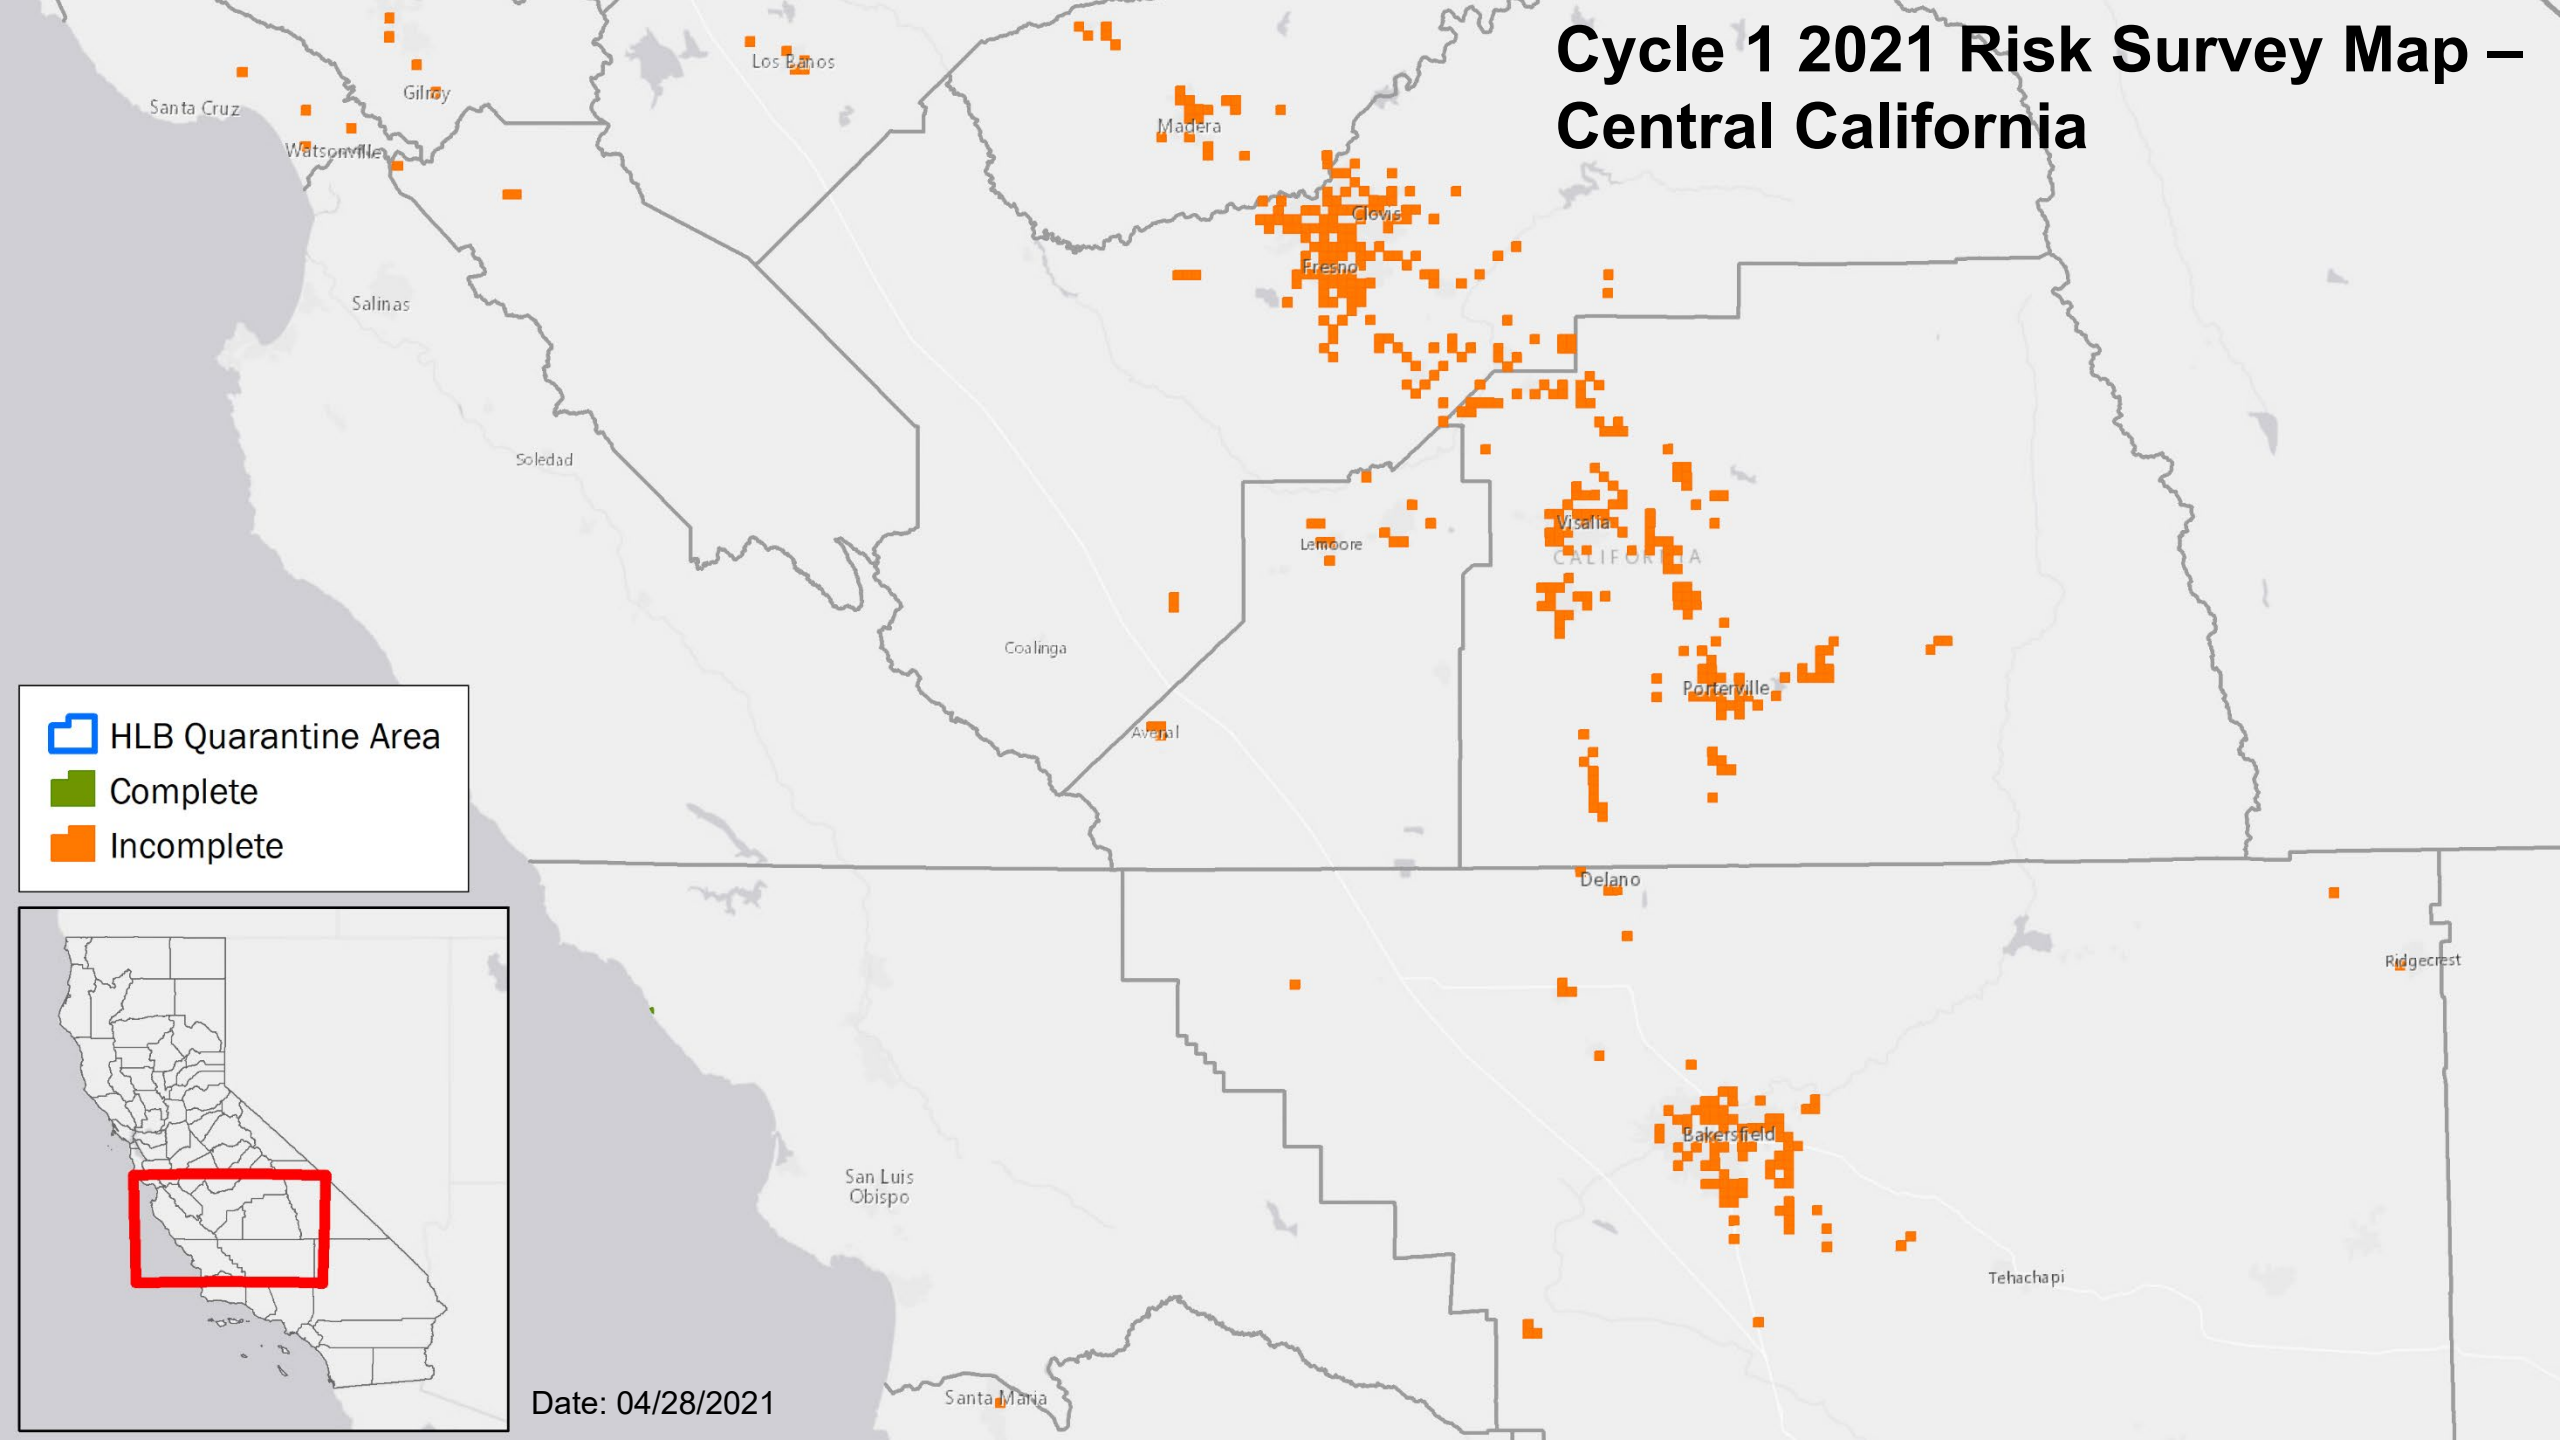 Cycle 1 2021 Risk Survey Map –
Central California
Los Banos
Gilroy
Santa Cruz
Madera
Watsonville
Clovis
Fresno
Salinas
Soledad
Visalia
Lemoore
CALIFORNIA
Coalinga
Porterville
Avenal
HLB Quarantine Area
Complete
Incomplete
Delano
Ridgecrest
Bakersfield
San Luis
Obispo
Tehachapi
Santa Maria
Date: 04/28/2021